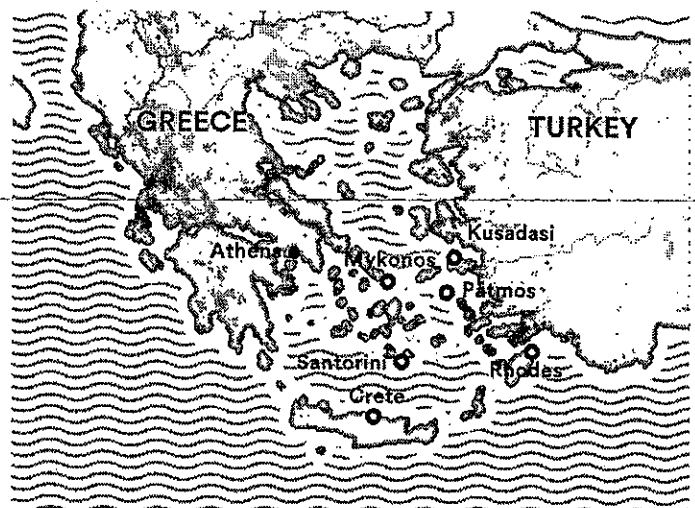 GREECE
TURKEY
Kusadasi
Athens
Mykonos
Patmos
Santorini
Rhodes
Crete